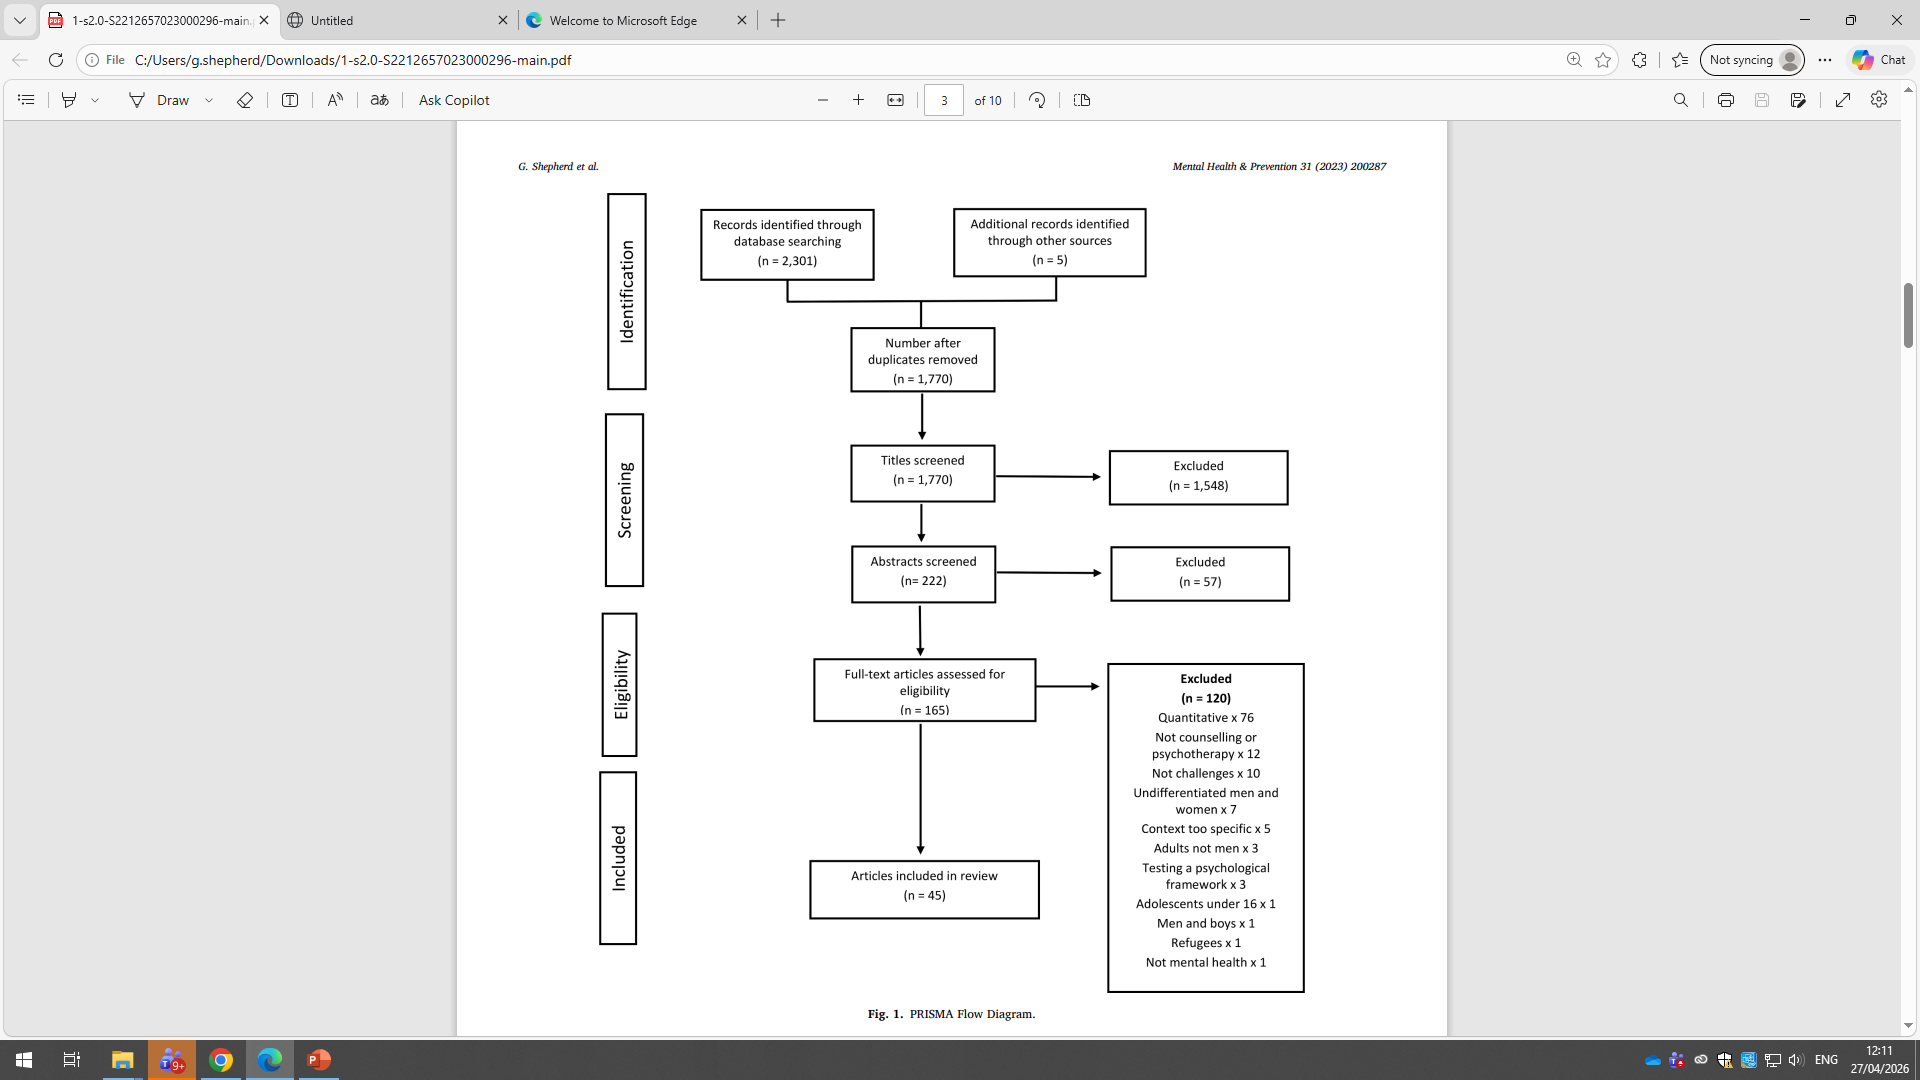 1-s2.0-S2212657023000296-main.
Untitled
Welcome to Microsoft Edge
File
C:/Users/g.shepherd/Downloads/1-s2.0-S2212657023000296-main.pdf
Not syncing
Chat
Draw
Ask Copilot
3
of 10
G. Shepherd et al.
Mental Health & Prevention 31 (2023) 200287
Identification
Records identified through
database searching
(n = 2,301)
Additional records identified
through other sources
(n = 5)
Number after
duplicates removed
(n = 1,770)
Screening
Titles screened
(n = 1,770)
Excluded
(n = 1,548)
Abstracts screened
(n= 222)
Excluded
(n = 57)
Eligibility
Full-text articles assessed for
eligibility
(n = 165)
Excluded
(n = 120)
Quantitative x 76
Not counselling or
psychotherapy x 12
Not challenges x 10
Undifferentiated men and
women x 7
Context too specific x 5
Adults not men x 3
Testing a psychological
framework x 3
Adolescents under 16 x 1
Men and boys x 1
Refugees x 1
Not mental health x 1
Included
Articles included in review
(n = 45)
Fig. 1. PRISMA Flow Diagram.
9+
ENG
12:11
27/04/2026